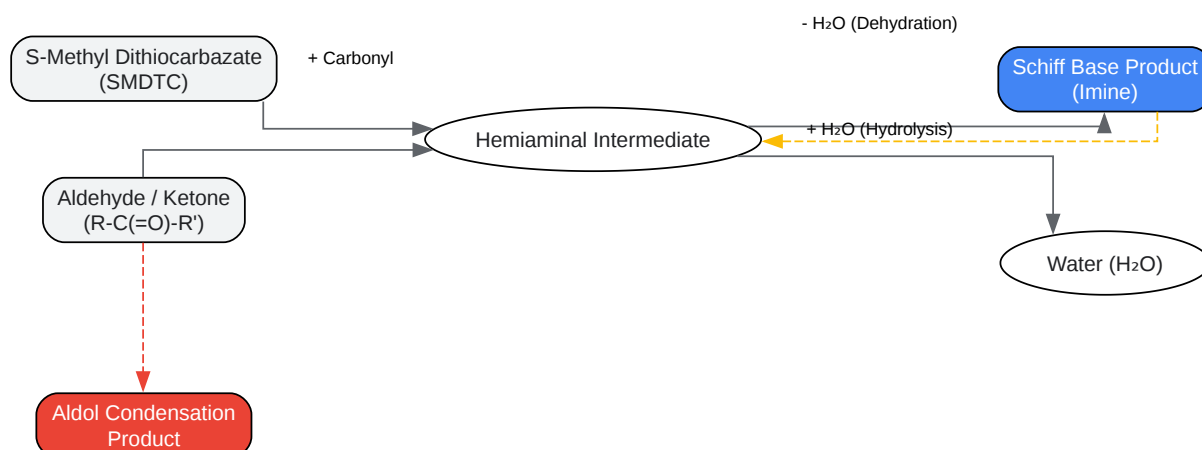 - H₂O (Dehydration)
S-Methyl Dithiocarbazate
(SMDTC)
+ Carbonyl
Schiff Base Product
(Imine)
+ H₂O (Hydrolysis)
Hemiaminal Intermediate
Aldehyde / Ketone
(R-C(=O)-R')
Water (H₂O)
Aldol Condensation
Product